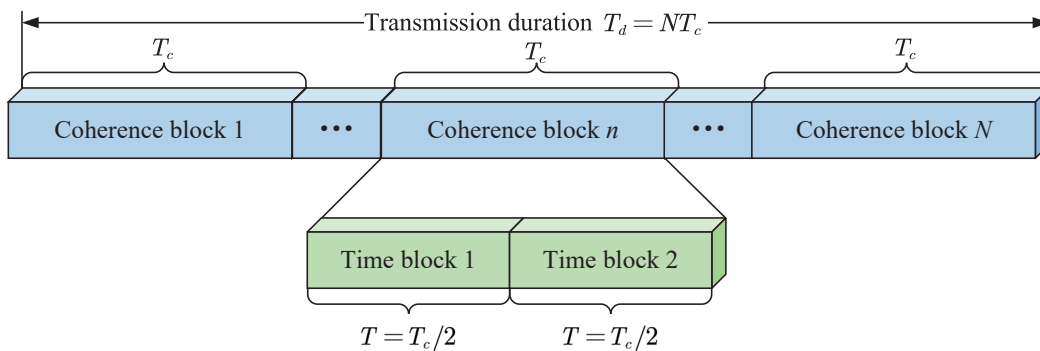 Transmission duration T_d = NT_c
T_c T_c T_c
Coherence block 1 ··· Coherence block n ··· Coherence block N
Time block 1 Time block 2
T = T_c/2 T = T_c/2